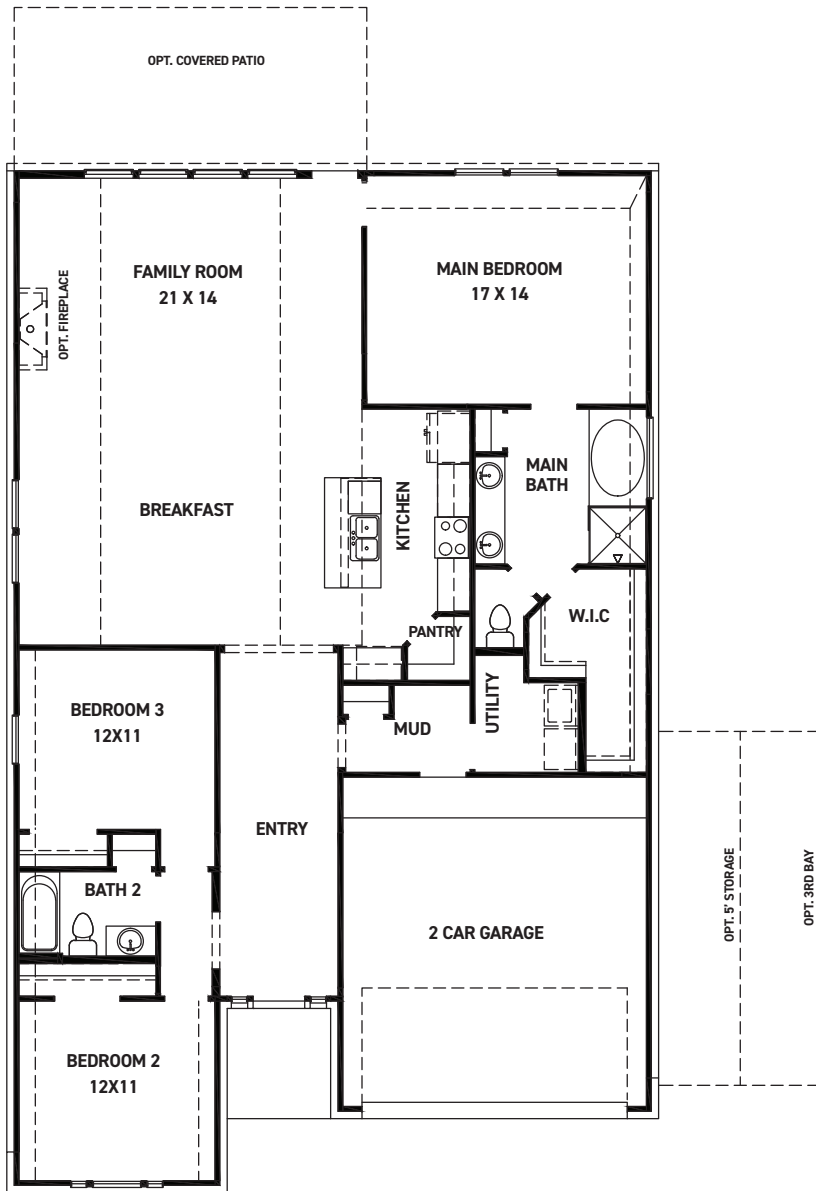 OPT. COVERED PATIO
FAMILY ROOM
21 X 14
MAIN BEDROOM
17 X 14
OPT. FIREPLACE
MAIN
BATH
BREAKFAST
KITCHEN
W.I.C
PANTRY
BEDROOM 3
12X11
MUD
UTILITY
ENTRY
BATH 2
2 CAR GARAGE
OPT. 5' STORAGE
OPT. 3RD BAY
BEDROOM 2
12X11